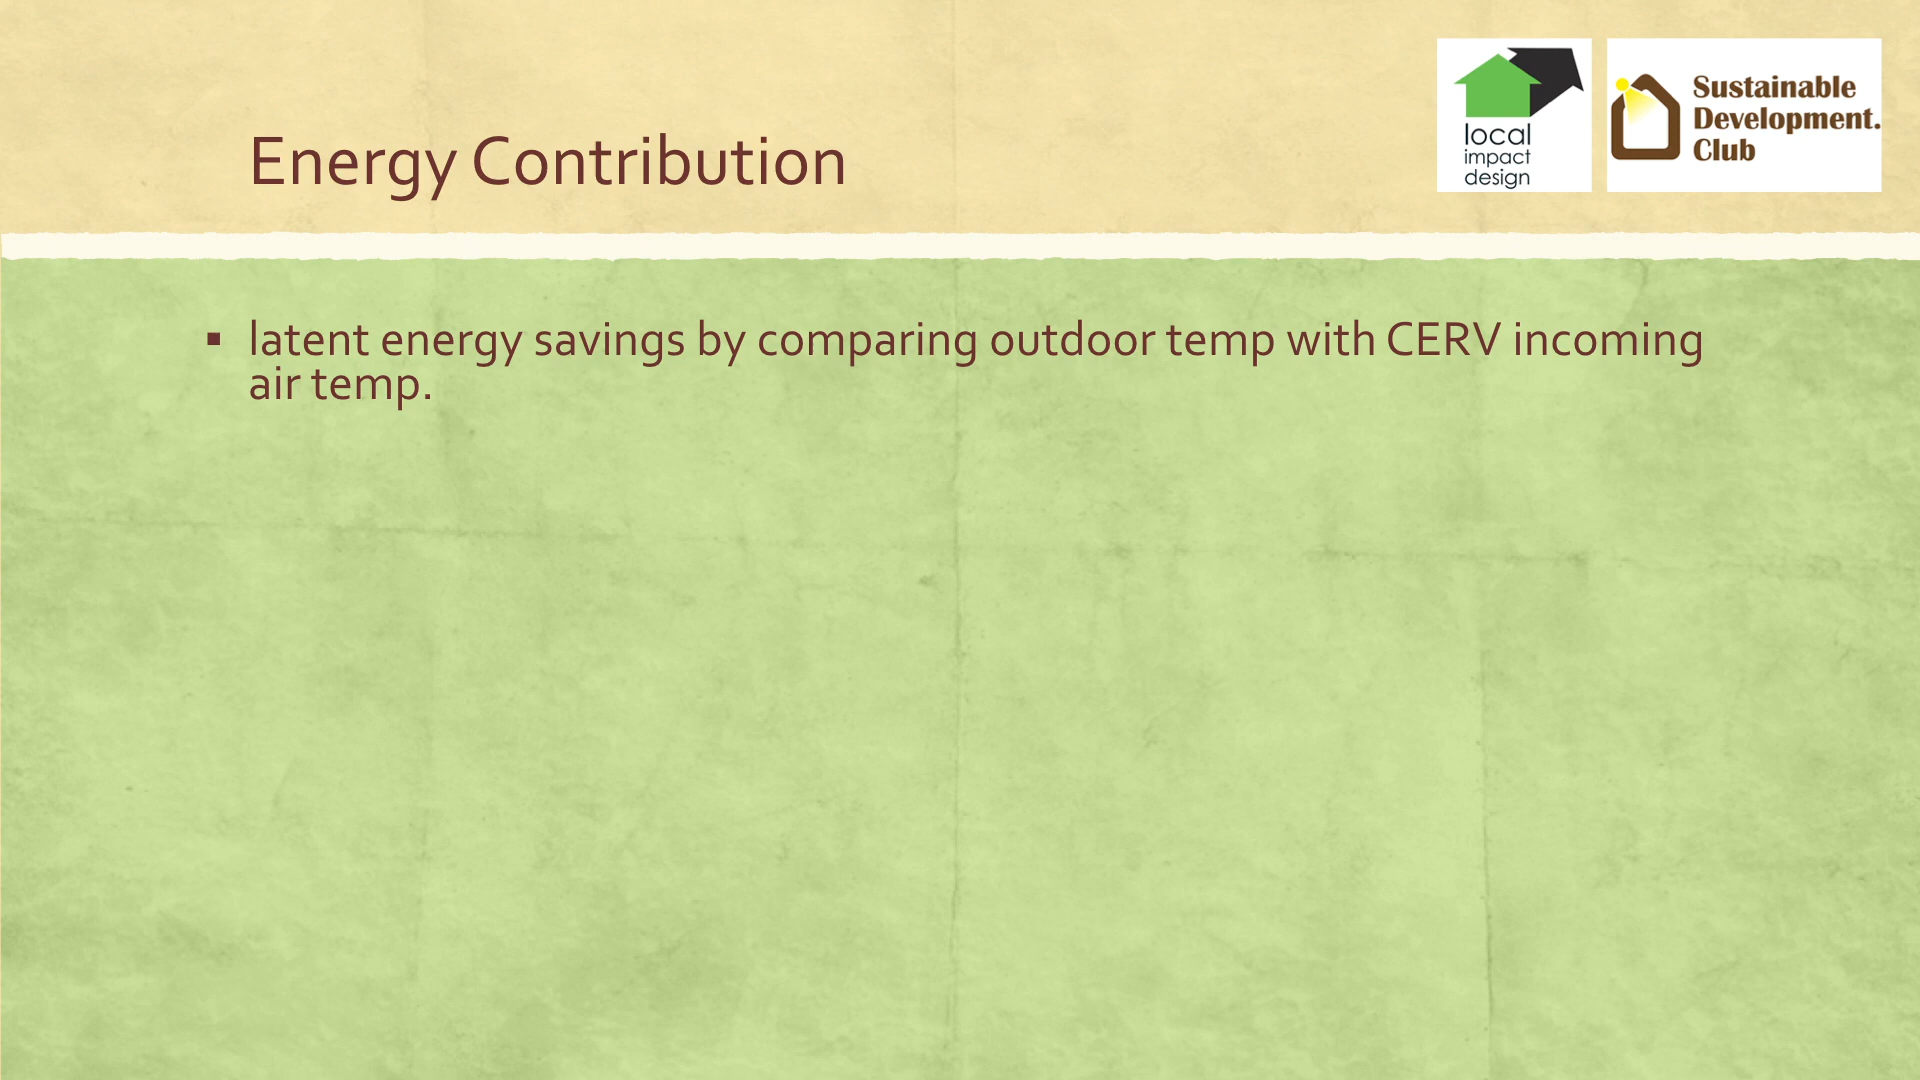 Energy Contribution
local
impact
design
Sustainable
Development.
Club
▪ latent energy savings by comparing outdoor temp with CERV incoming
air temp.